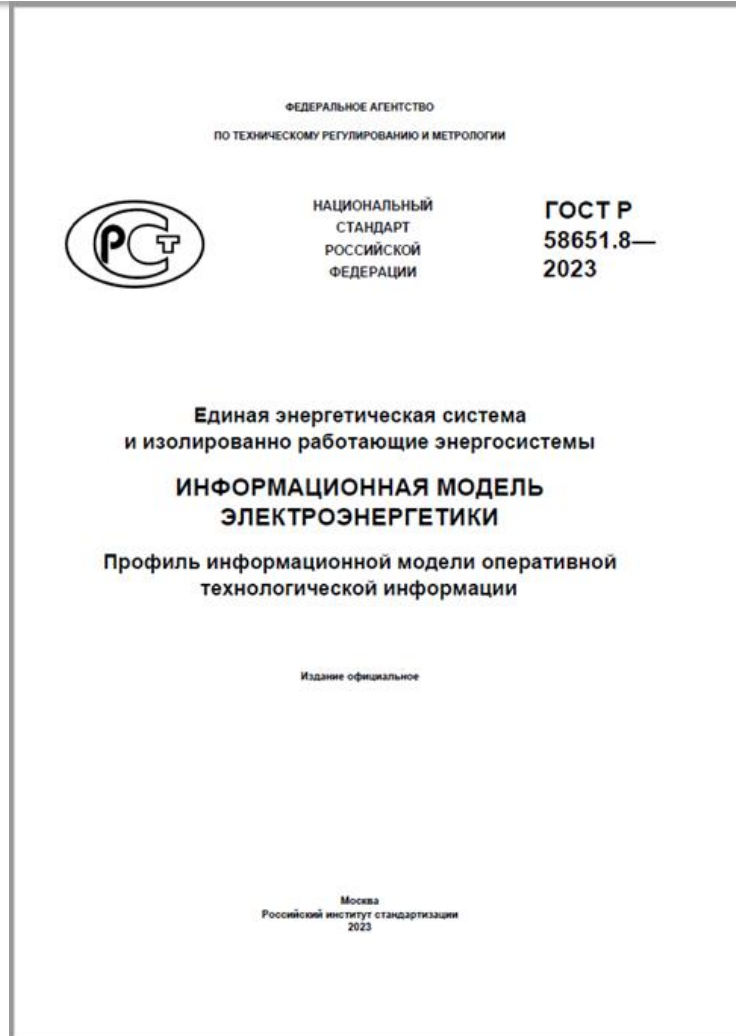 ФЕДЕРАЛЬНОЕ АГЕНТСТВО
ПО ТЕХНИЧЕСКОМУ РЕГУЛИРОВАНИЮ И МЕТРОЛОГИИ
РСТ
НАЦИОНАЛЬНЫЙ
СТАНДАРТ
РОССИЙСКОЙ
ФЕДЕРАЦИИ
ГОСТ Р
58651.8—
2023
Единая энергетическая система
и изолированно работающие энергосистемы
ИНФОРМАЦИОННАЯ МОДЕЛЬ
ЭЛЕКТРОЭНЕРГЕТИКИ
Профиль информационной модели оперативной
технологической информации
Издание официальное
Москва
Российский институт стандартизации
2023